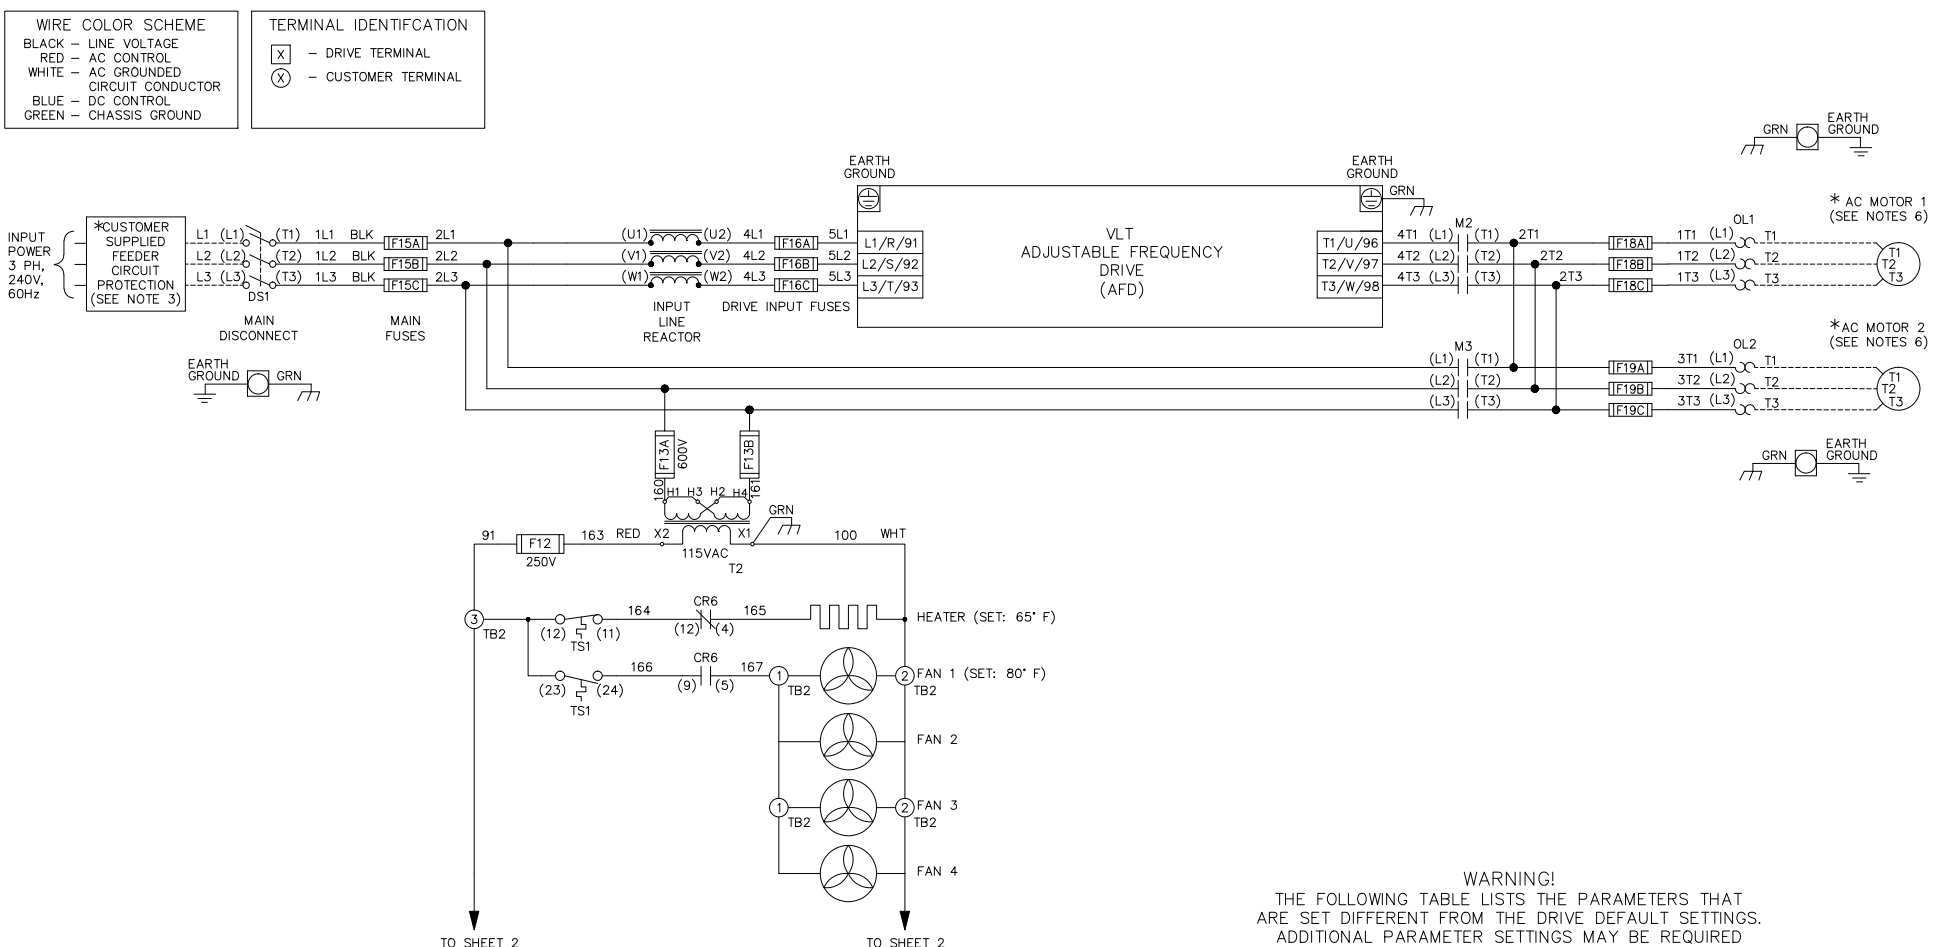 WIRE COLOR SCHEME
BLACK – LINE VOLTAGE
RED – AC CONTROL
WHITE – AC GROUNDED
CIRCUIT CONDUCTOR
BLUE – DC CONTROL
GREEN – CHASSIS GROUND
TERMINAL IDENTIFCATION
X – DRIVE TERMINAL
X – CUSTOMER TERMINAL
GRN
EARTH
GROUND
INPUT
POWER
3 PH,
240V,
60Hz
*CUSTOMER
SUPPLIED
FEEDER
CIRCUIT
PROTECTION
(SEE NOTE 3)
L1 (L1) (T1) 1L1 BLK F15A 2L1
L2 (L2) (T2) 1L2 BLK F15B 2L2
L3 (L3) (T3) 1L3 BLK F15C 2L3
DS1
MAIN
DISCONNECT
MAIN
FUSES
(U1) (U2) 4L1 F16A 5L1
(V1) (V2) 4L2 F16B 5L2
(W1) (W2) 4L3 F16C 5L3
INPUT
LINE
REACTOR
DRIVE INPUT FUSES
EARTH
GROUND
L1/R/91
L2/S/92
L3/T/93
VLT
ADJUSTABLE FREQUENCY
DRIVE
(AFD)
EARTH
GROUND
GRN
T1/U/96
T2/V/97
T3/W/98
M2
4T1 (L1) (T1) 2T1 F18A 1T1 (L1) T1
4T2 (L2) (T2) 2T2 F18B 1T2 (L2) T2
4T3 (L3) (T3) 2T3 F18C 1T3 (L3) T3
OL1
* AC MOTOR 1
(SEE NOTES 6)
T1
T2
T3
EARTH
GROUND
GRN
M3
(L1) (T1) F19A 3T1 (L1) T1
(L2) (T2) F19B 3T2 (L2) T2
(L3) (T3) F19C 3T3 (L3) T3
OL2
*AC MOTOR 2
(SEE NOTES 6)
T1
T2
T3
GRN
EARTH
GROUND
F13A
600V
F13B
160
161
H1 H3 H2 H4
GRN
91 F12 163 RED X2 X1 100 WHT
250V
115VAC
T2
3
TB2
164 CR6 165
(12) (11) (12) (4)
TS1
HEATER (SET: 65° F)
166 CR6 167
(23) (24) (9) (5)
TS1
1
TB2
2
TB2
FAN 1 (SET: 80° F)
FAN 2
1
TB2
2
TB2
FAN 3
FAN 4
TO SHEET 2
TO SHEET 2
WARNING!
THE FOLLOWING TABLE LISTS THE PARAMETERS THAT
ARE SET DIFFERENT FROM THE DRIVE DEFAULT SETTINGS.
ADDITIONAL PARAMETER SETTINGS MAY BE REQUIRED